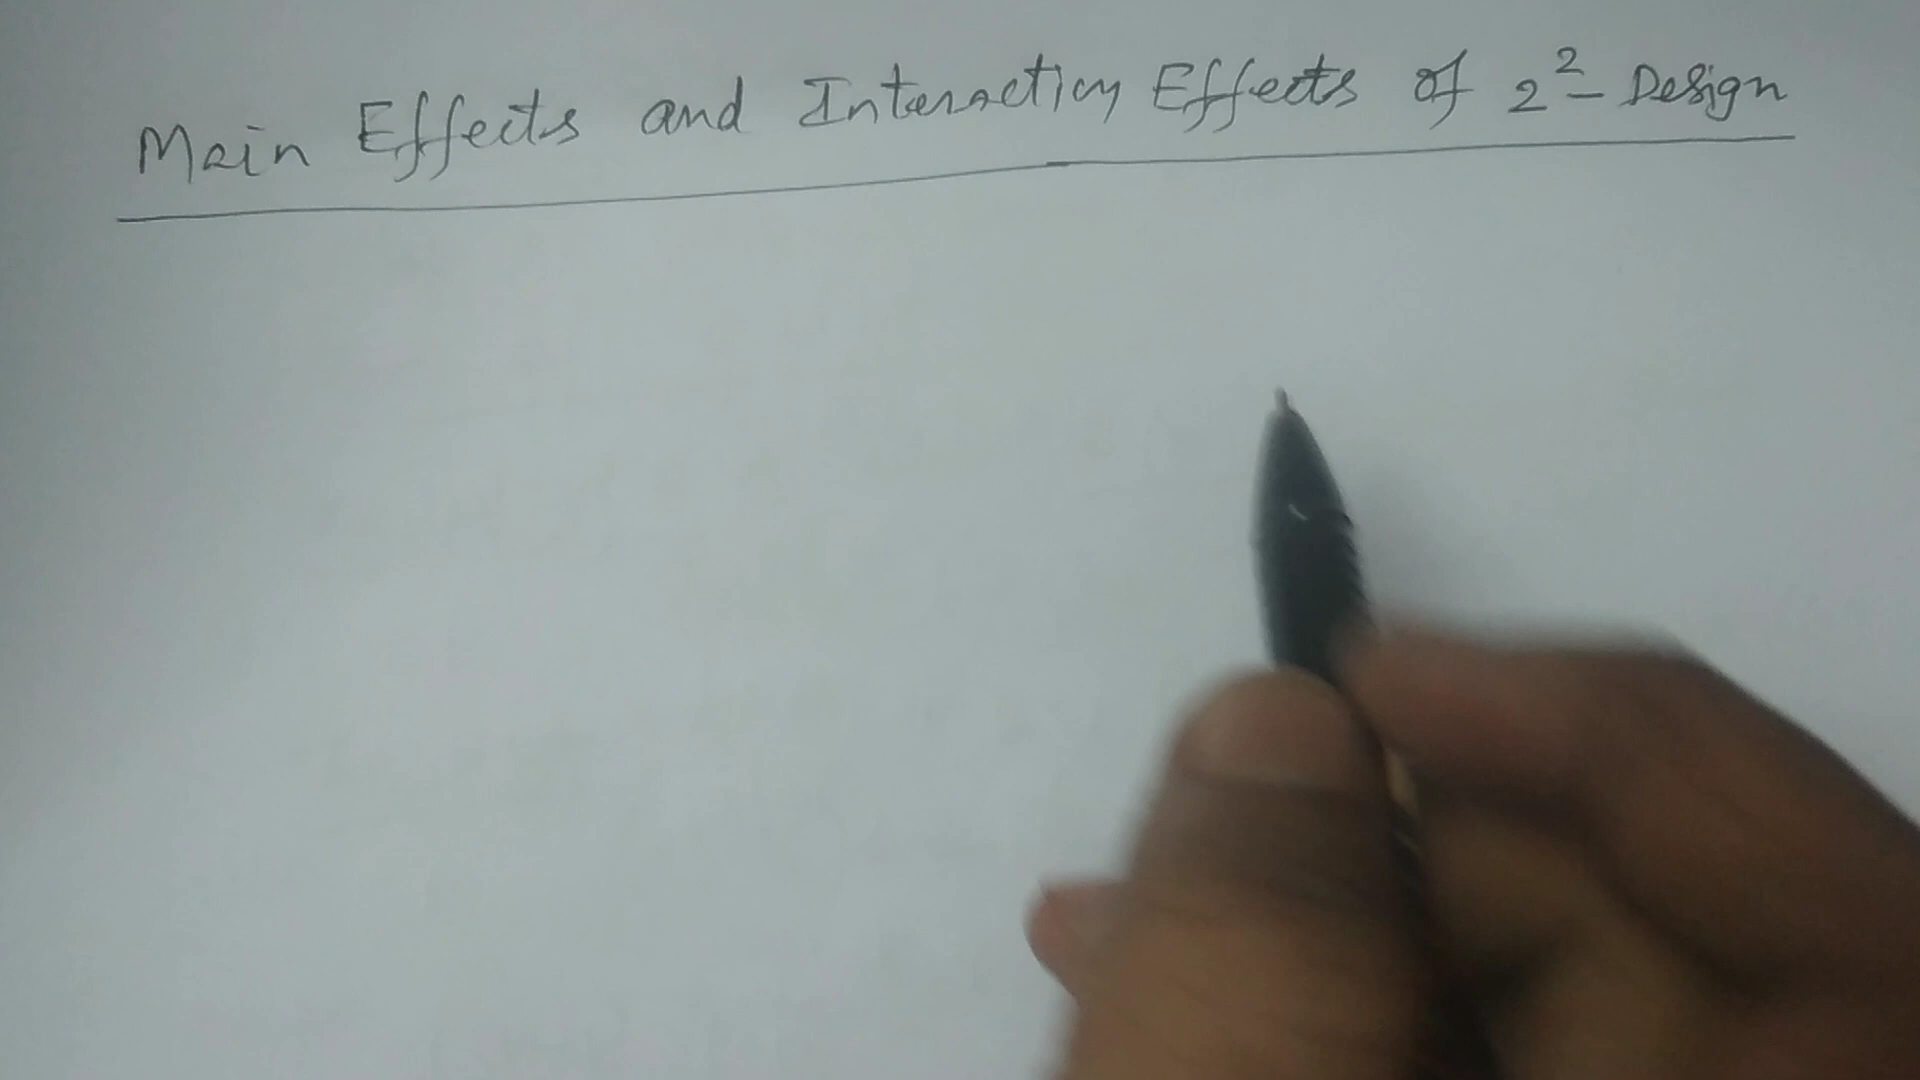 Main Effects and Interaction Effects of 2² - Design